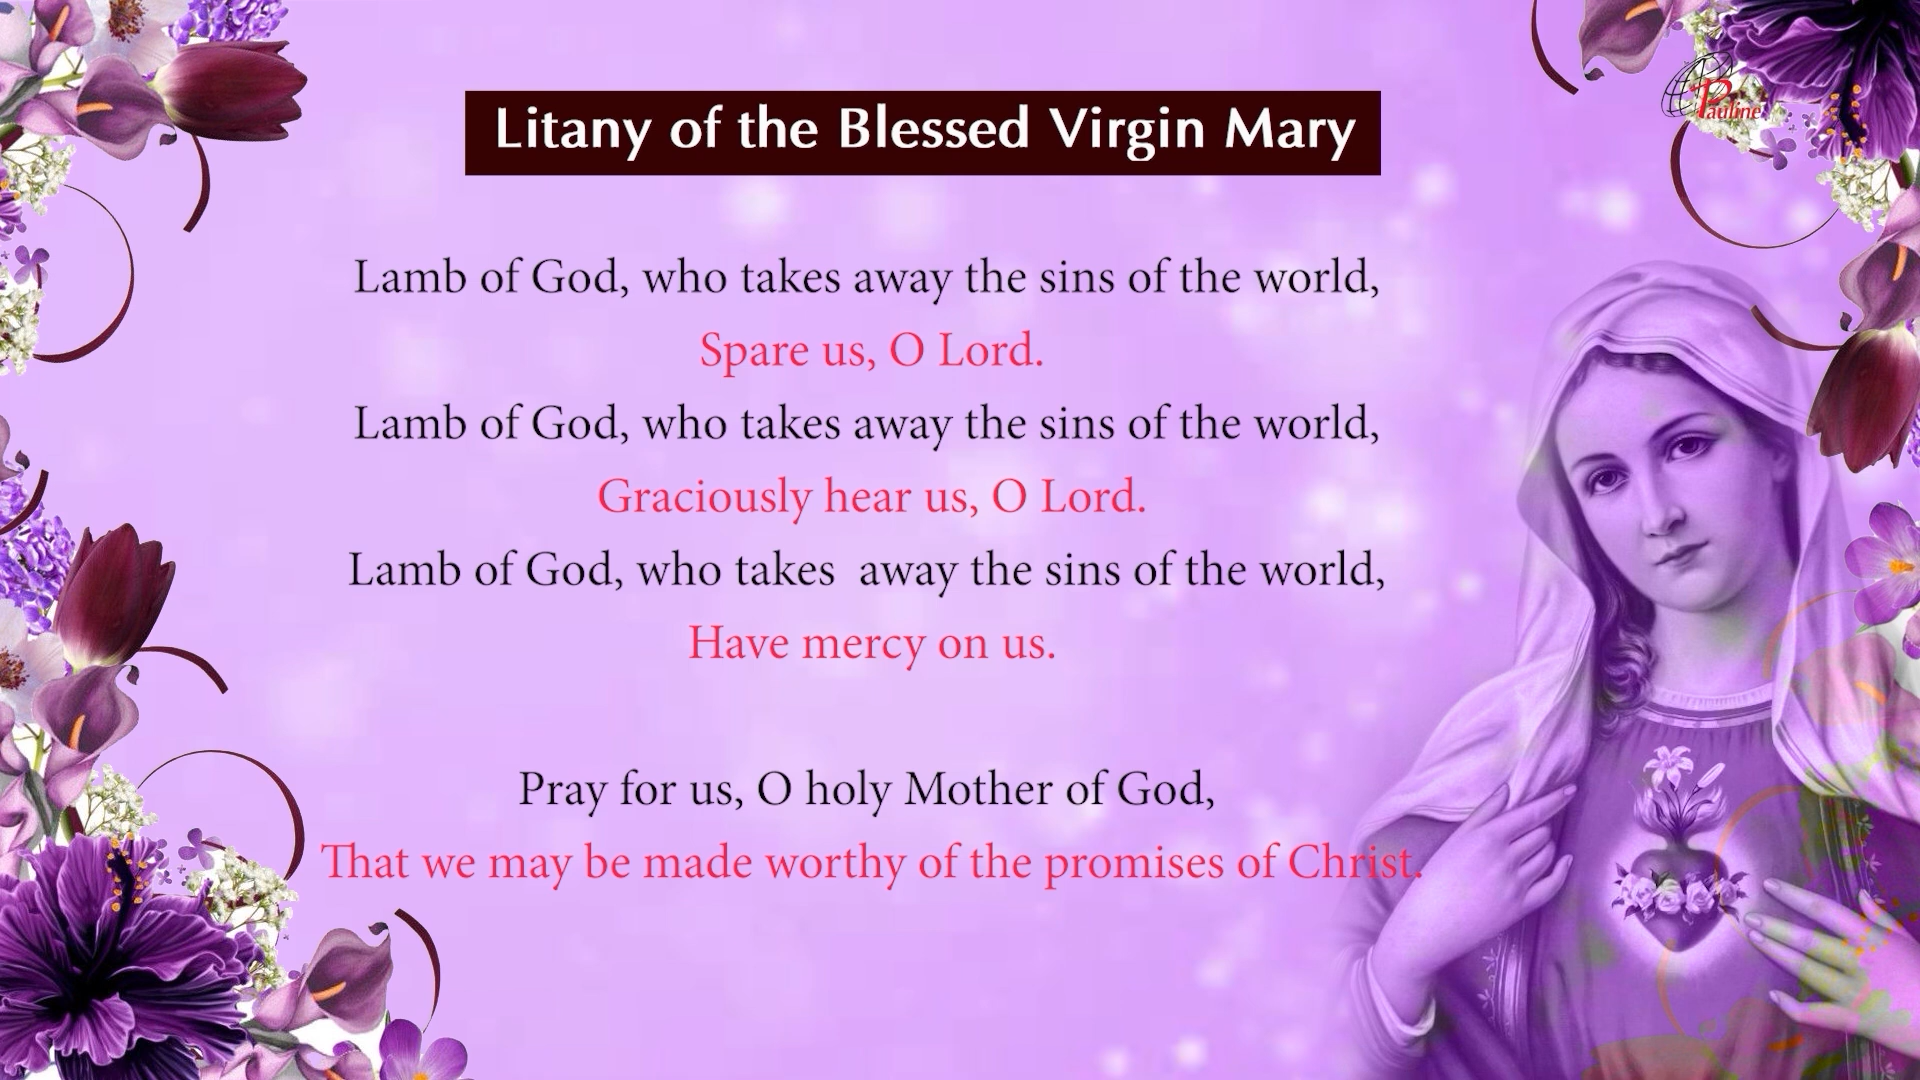 Litany of the Blessed Virgin Mary
Pauline
Lamb of God, who takes away the sins of the world,
Spare us, O Lord.
Lamb of God, who takes away the sins of the world,
Graciously hear us, O Lord.
Lamb of God, who takes  away the sins of the world,
Have mercy on us.
Pray for us, O holy Mother of God,
That we may be made worthy of the promises of Christ.